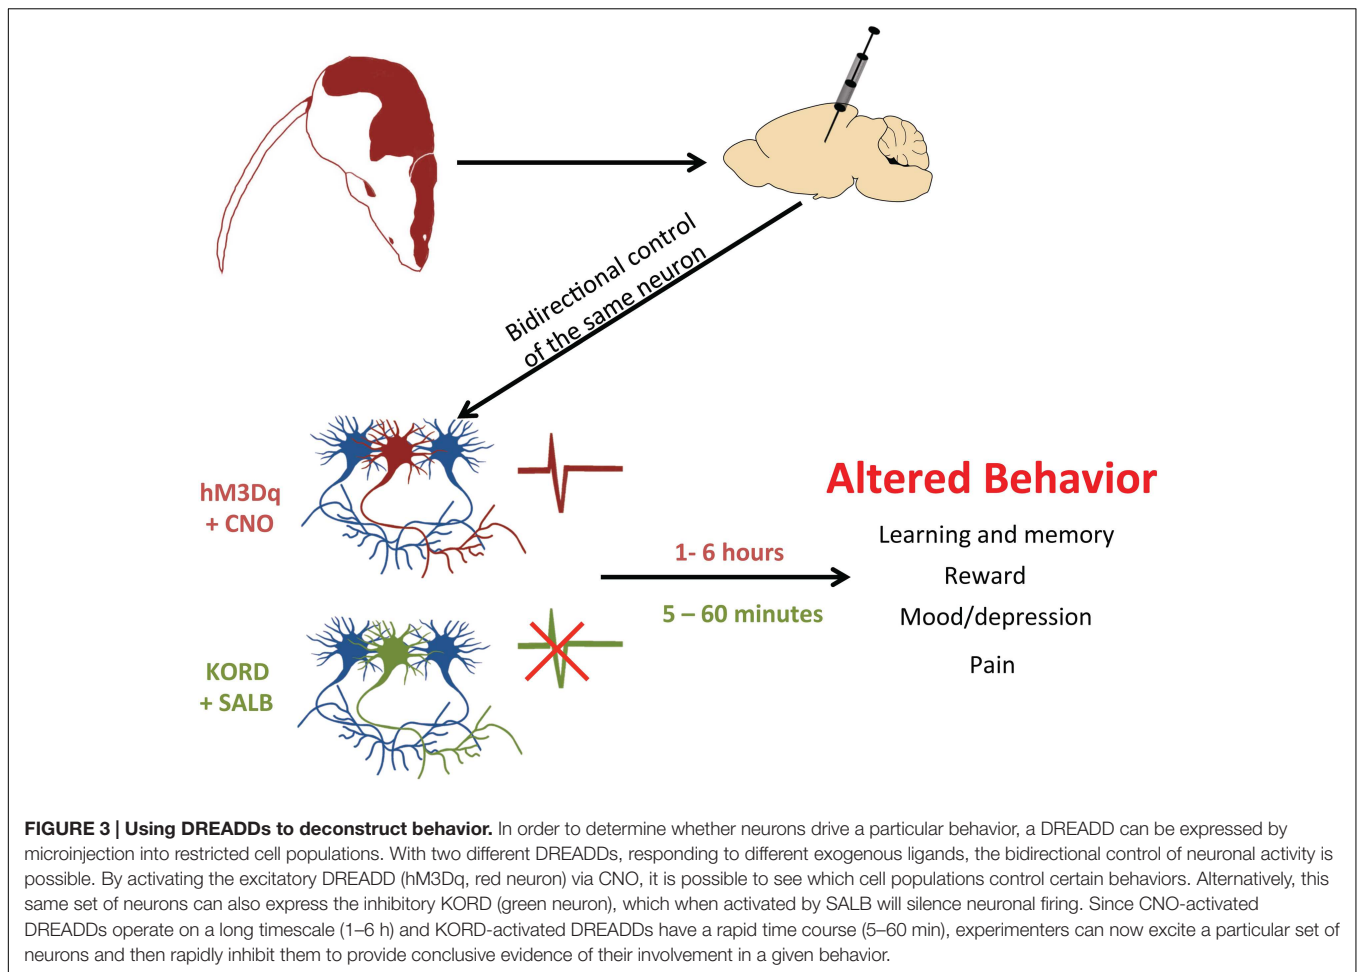 Bidirectional control
of the same neuron
hM3Dq
+ CNO
KORD
+ SALB
1- 6 hours
5 – 60 minutes
Altered Behavior
Learning and memory
Reward
Mood/depression
Pain
FIGURE 3 | Using DREADDs to deconstruct behavior. In order to determine whether neurons drive a particular behavior, a DREADD can be expressed by
microinjection into restricted cell populations. With two different DREADDs, responding to different exogenous ligands, the bidirectional control of neuronal activity is
possible. By activating the excitatory DREADD (hM3Dq, red neuron) via CNO, it is possible to see which cell populations control certain behaviors. Alternatively, this
same set of neurons can also express the inhibitory KORD (green neuron), which when activated by SALB will silence neuronal firing. Since CNO-activated
DREADDs operate on a long timescale (1–6 h) and KORD-activated DREADDs have a rapid time course (5–60 min), experimenters can now excite a particular set of
neurons and then rapidly inhibit them to provide conclusive evidence of their involvement in a given behavior.